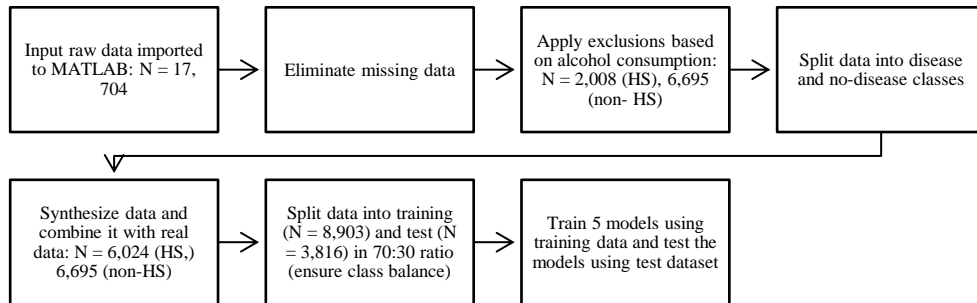 Input raw data imported
to MATLAB: N = 17,
704
Eliminate missing data
Apply exclusions based
on alcohol consumption:
N = 2,008 (HS), 6,695
(non- HS)
Split data into disease
and no-disease classes
Synthesize data and
combine it with real
data: N = 6,024 (HS,)
6,695 (non-HS)
Split data into training
(N = 8,903) and test (N
= 3,816) in 70:30 ratio
(ensure class balance)
Train 5 models using
training data and test the
models using test dataset